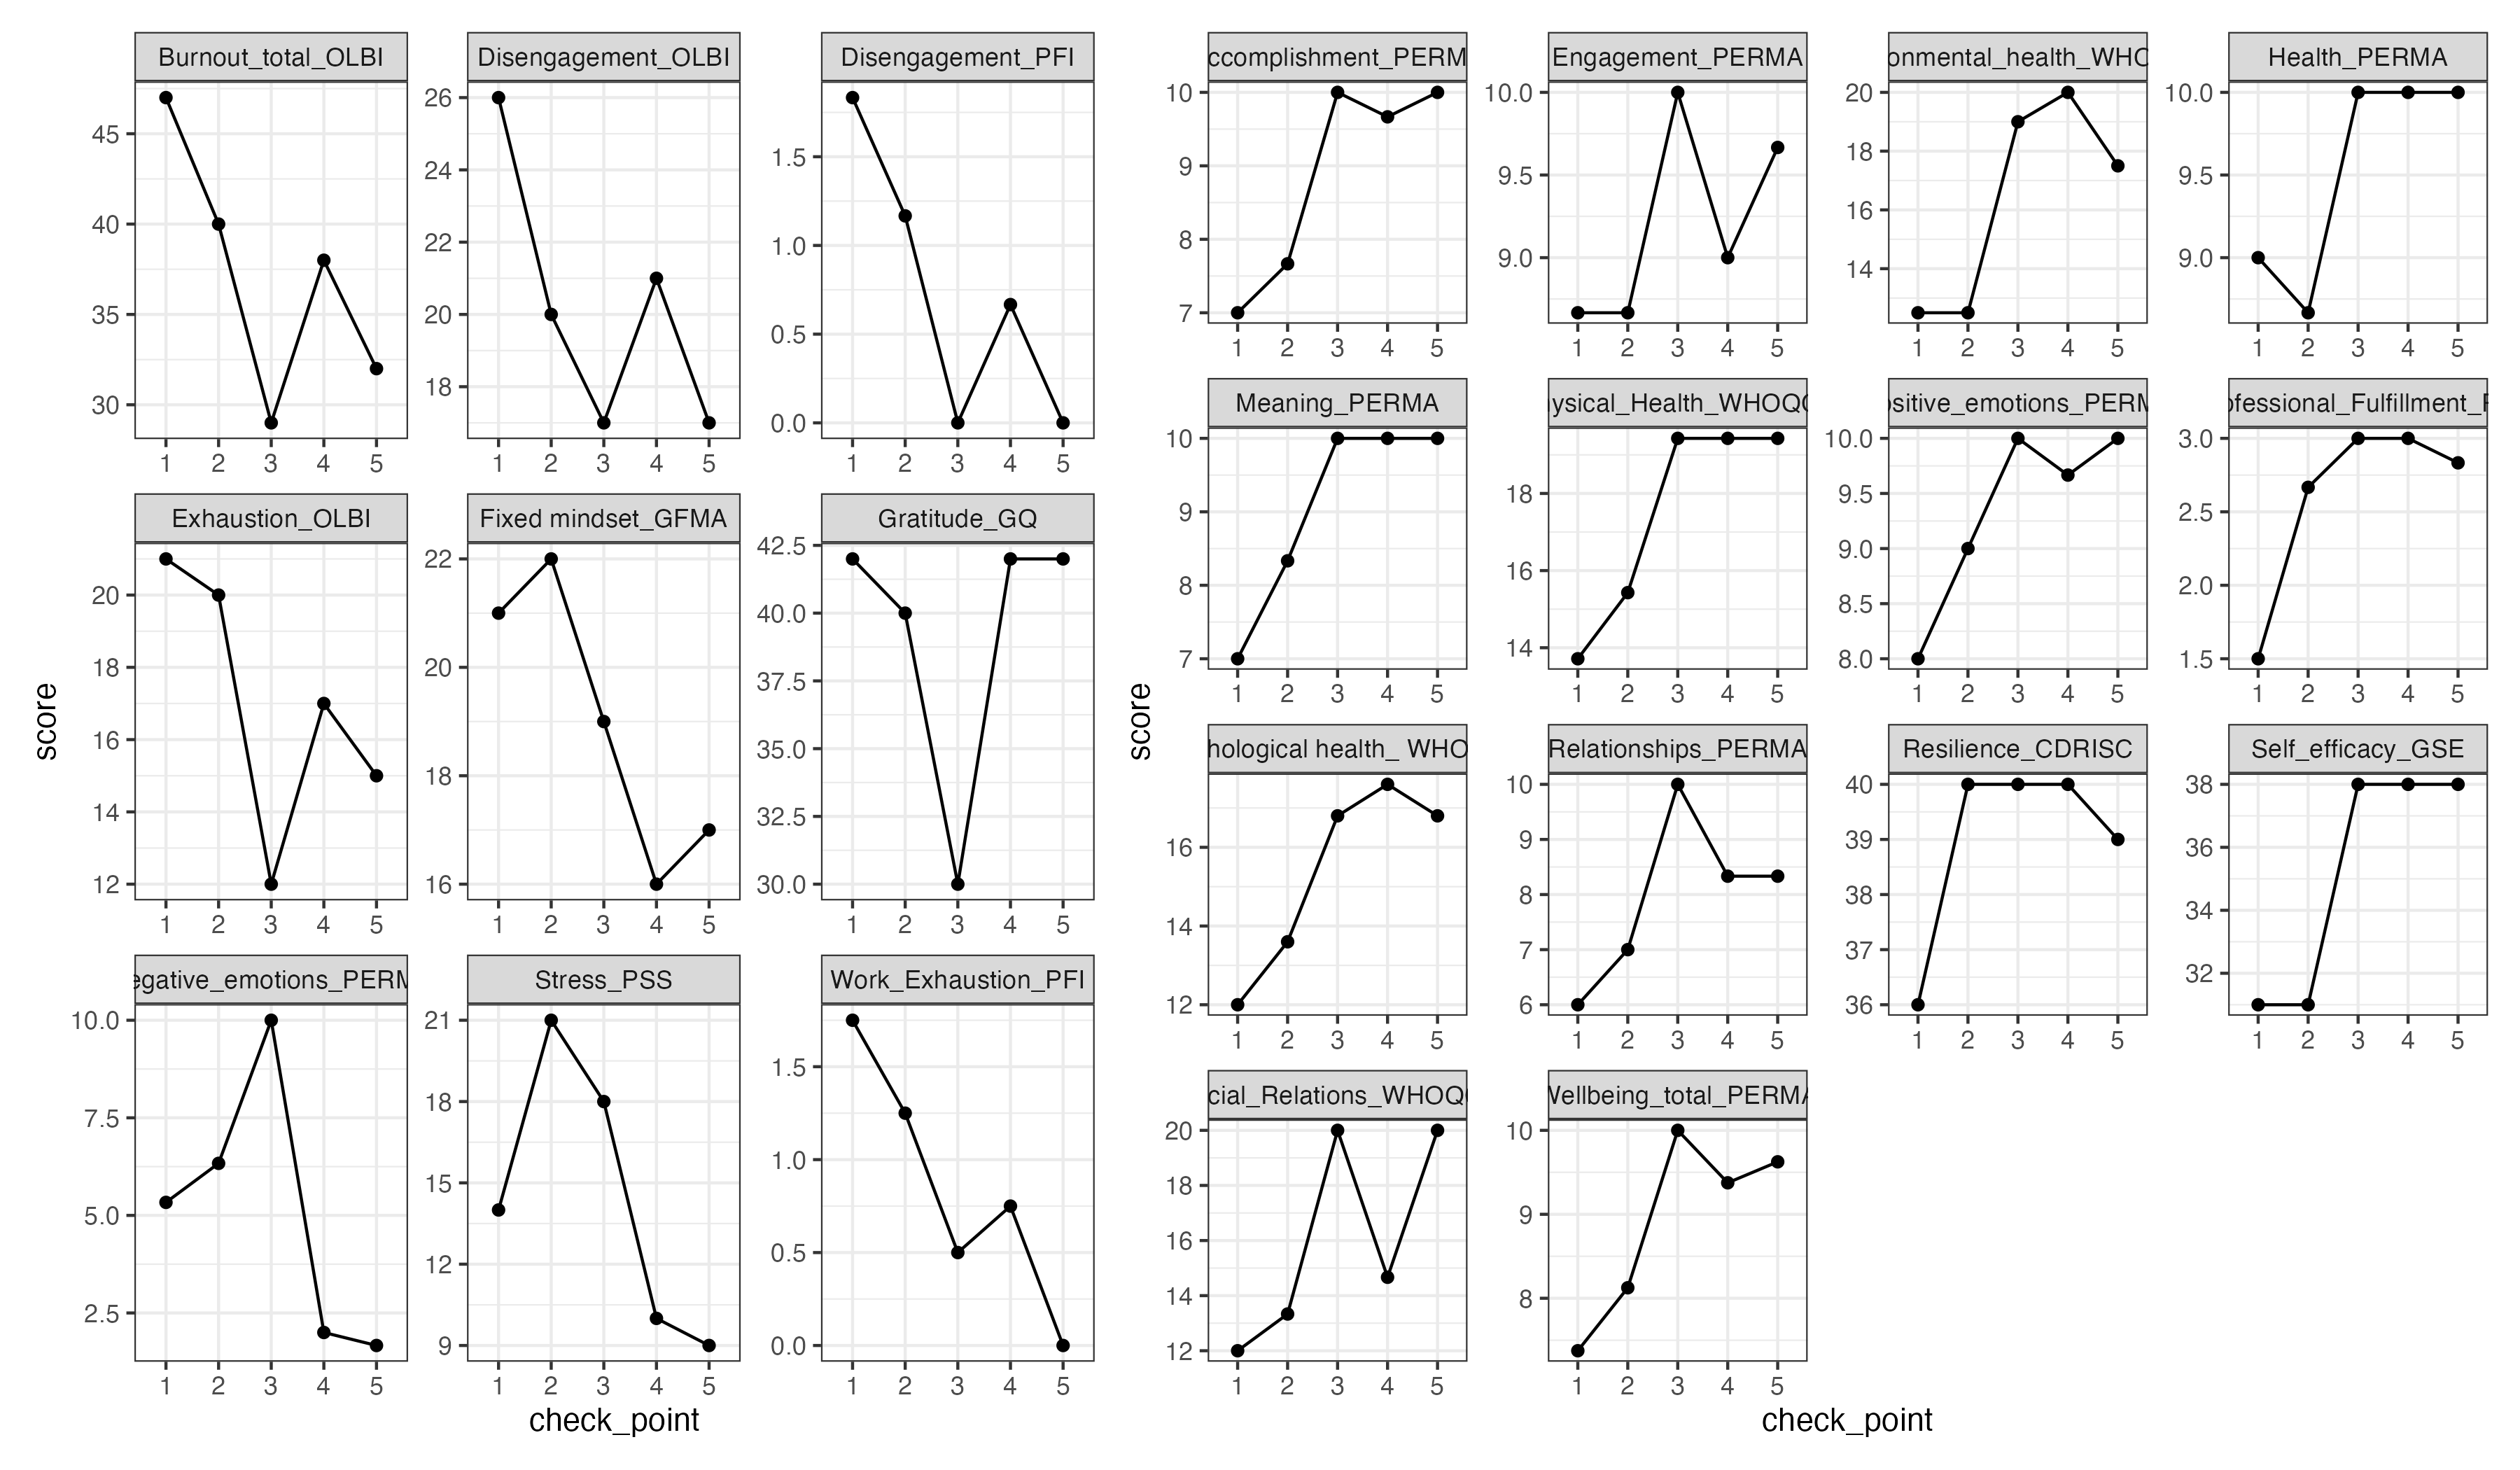 Burnout_total_OLBI
45
40
35
30
1 2 3 4 5
Disengagement_OLBI
26
24
22
20
18
1 2 3 4 5
Disengagement_PFI
1.5
1.0
0.5
0.0
1 2 3 4 5
Exhaustion_OLBI
20
18
16
14
12
1 2 3 4 5
Fixed mindset_GFMA
22
20
18
16
1 2 3 4 5
Gratitude_GQ
42.5
40.0
37.5
35.0
32.5
30.0
1 2 3 4 5
egative_emotions_PERM
10.0
7.5
5.0
2.5
1 2 3 4 5
Stress_PSS
21
18
15
12
9
1 2 3 4 5
Work_Exhaustion_PFI
1.5
1.0
0.5
0.0
1 2 3 4 5
score
check_point
ccomplishment_PERM
10
9
8
7
1 2 3 4 5
Engagement_PERMA
10.0
9.5
9.0
1 2 3 4 5
onmental_health_WHO
20
18
16
14
1 2 3 4 5
Health_PERMA
10.0
9.5
9.0
1 2 3 4 5
Meaning_PERMA
10
9
8
7
1 2 3 4 5
ysical_Health_WHOQO
18
16
14
1 2 3 4 5
ositive_emotions_PERM
10.0
9.5
9.0
8.5
8.0
1 2 3 4 5
ofessional_Fulfillment_P
3.0
2.5
2.0
1.5
1 2 3 4 5
hological health_ WHO
16
14
12
1 2 3 4 5
Relationships_PERMA
10
9
8
7
6
1 2 3 4 5
Resilience_CDRISC
40
39
38
37
36
1 2 3 4 5
Self_efficacy_GSE
38
36
34
32
1 2 3 4 5
cial_Relations_WHOQO
20
18
16
14
12
1 2 3 4 5
Wellbeing_total_PERMA
10
9
8
1 2 3 4 5
score
check_point